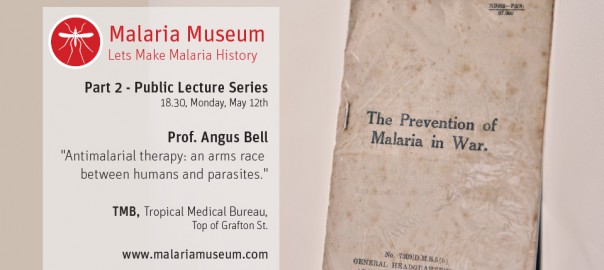 Malaria Museum
Lets Make Malaria History
Part 2 - Public Lecture Series
18.30, Monday, May 12th
Prof. Angus Bell
"Antimalarial therapy: an arms race
between humans and parasites."
TMB, Tropical Medical Bureau,
Top of Grafton St.
www.malariamuseum.com
The Prevention of
Malaria in War.
GENERAL